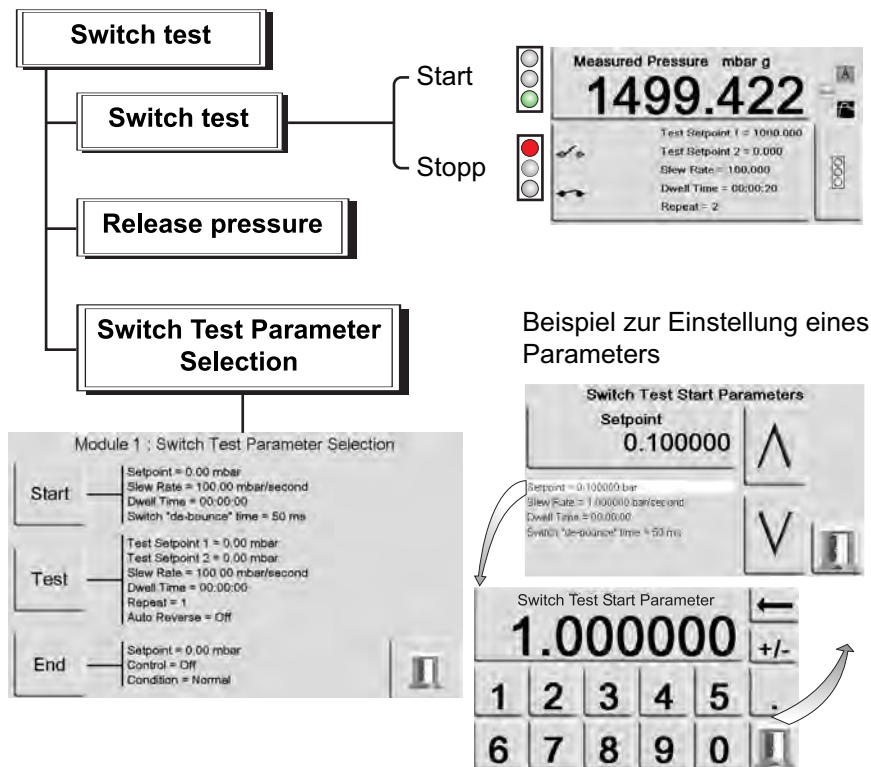 Switch test
Switch test
Start
Stopp
Release pressure
Switch Test Parameter
Selection
Measured Pressure mbar g
1499.422
A
Test Setpoint 1 = 1000.000
Test Setpoint 2 = 0.000
Slew Rate = 100.000
Dwell Time = 00:00:20
Repeat = 2
Module 1 : Switch Test Parameter Selection
Start
Setpoint = 0.00 mbar
Slew Rate = 100.00 mbar/second
Dwell Time = 00:00:00
Switch "de-bounce" time = 50 ms
Test
Test Setpoint 1 = 0.00 mbar
Test Setpoint 2 = 0.00 mbar
Slew Rate = 100.00 mbar/second
Dwell Time = 00:00:00
Repeat = 1
Auto Reverse = Off
End
Setpoint = 0.00 mbar
Control = Off
Condition = Normal
Beispiel zur Einstellung eines
Parameters
Switch Test Start Parameters
Setpoint
0.100000
Setpoint = 0.100000 bar
Slew Rate = 1.000000 bar/second
Dwell Time = 00:00:00
Switch "de-bounce" time = 50 ms
Switch Test Start Parameter
1.000000
+/-
1 2 3 4 5 .
6 7 8 9 0